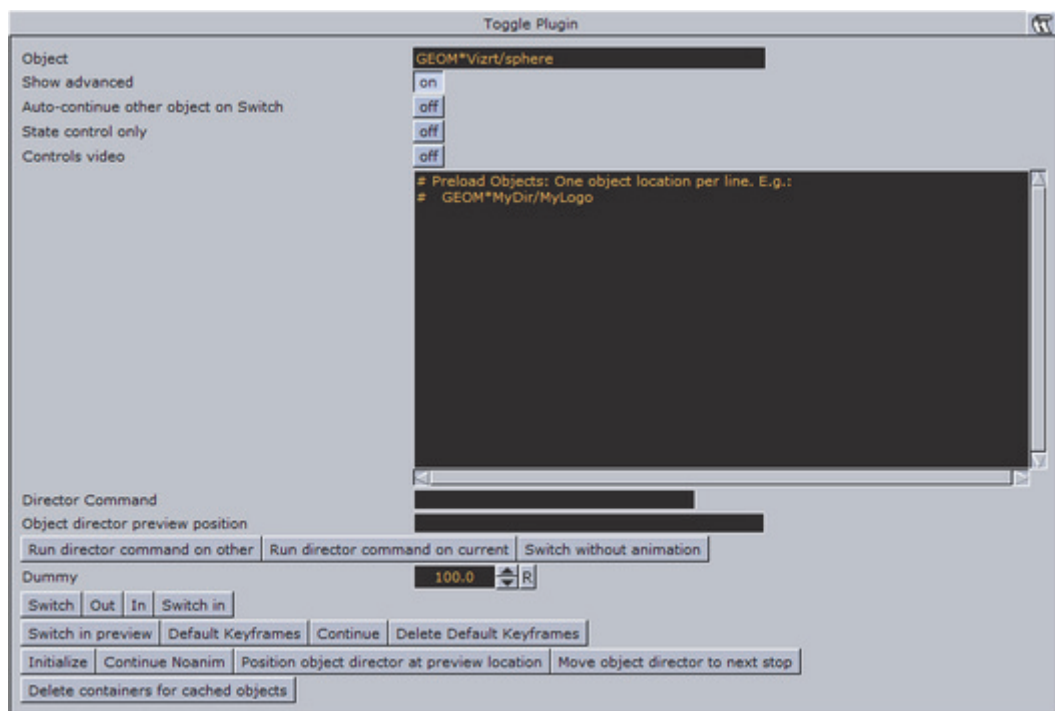 Toggle Plugin
Object GEOM*Vizrt/sphere
Show advanced on
Auto-continue other object on Switch off
State control only off
Controls video off
# Preload Objects: One object location per line. E.g.:
# GEOM*MyDir/MyLogo
Director Command
Object director preview position
Run director command on other Run director command on current Switch without animation
Dummy 100.0 R
Switch Out In Switch in
Switch in preview Default Keyframes Continue Delete Default Keyframes
Initialize Continue Noanim Position object director at preview location Move object director to next stop
Delete containers for cached objects